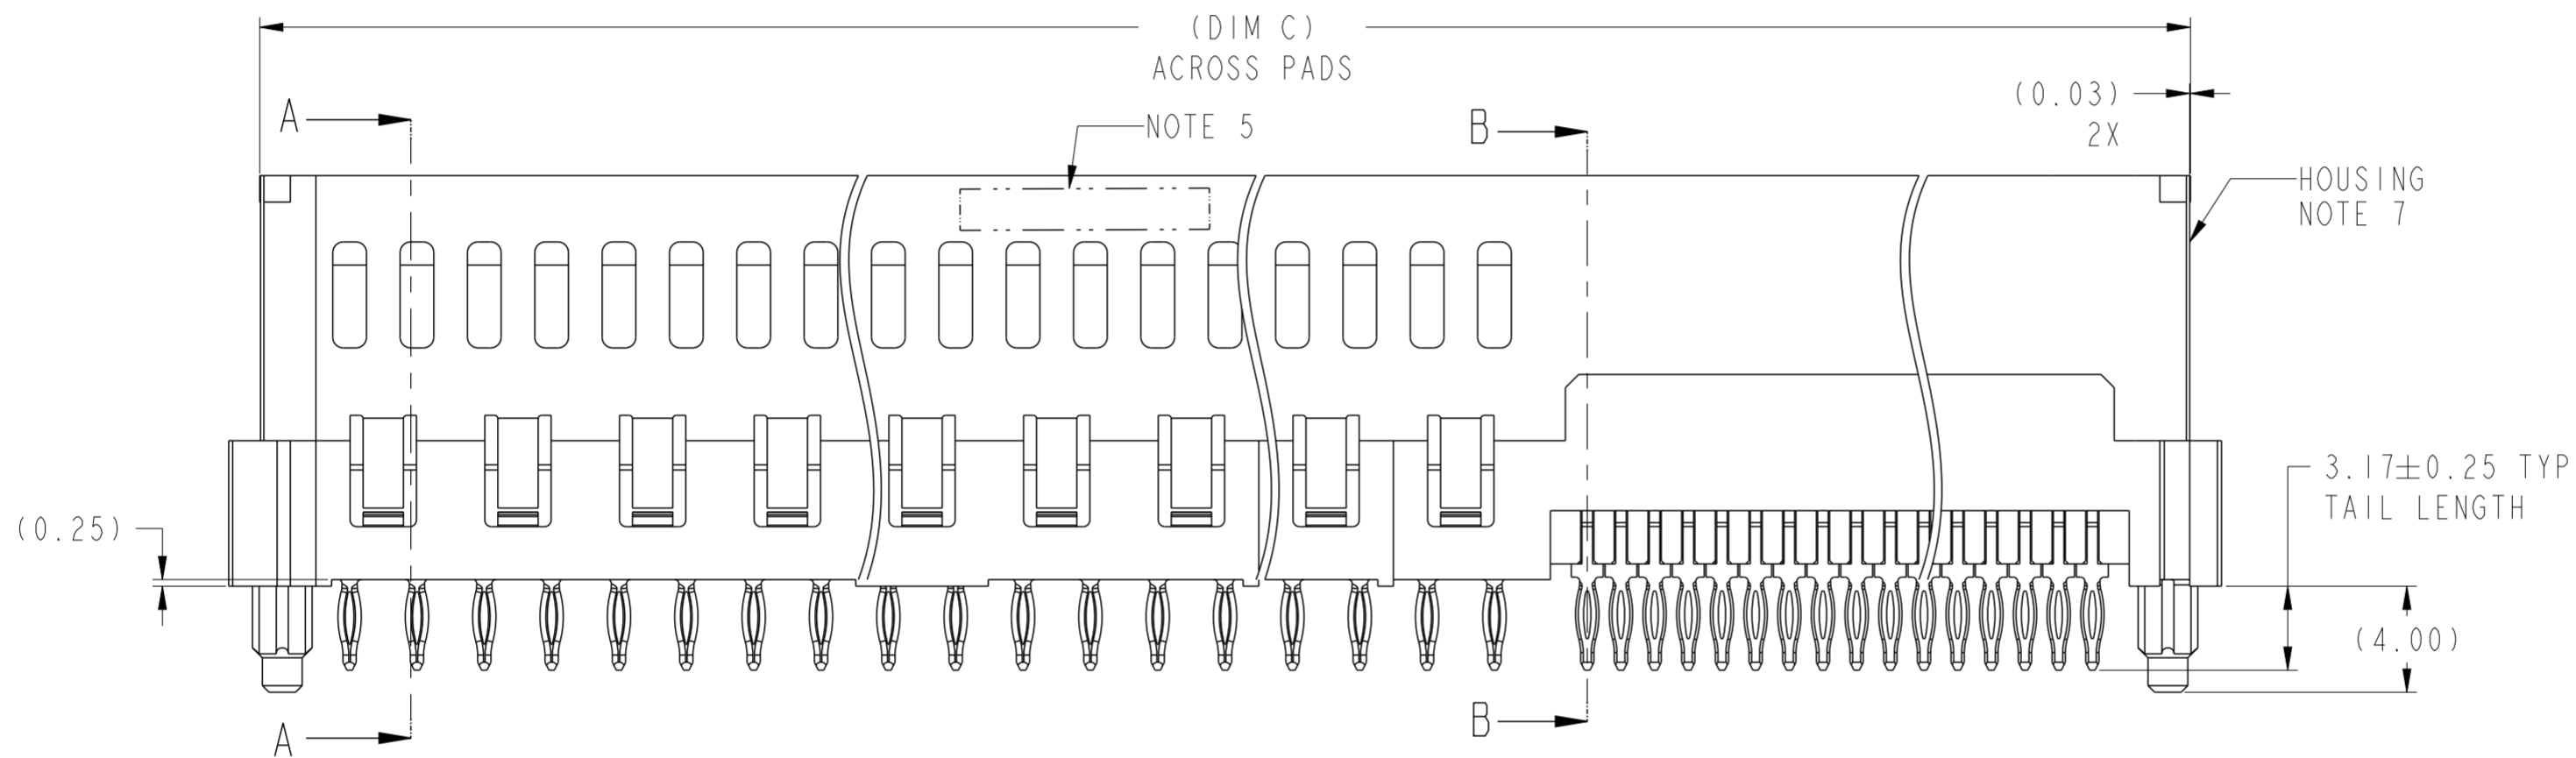 (DIM C)
ACROSS PADS
(0.03)
2X
A
NOTE 5
B
HOUSING
NOTE 7
3.17±0.25 TYP
TAIL LENGTH
(0.25)
(4.00)
A
B